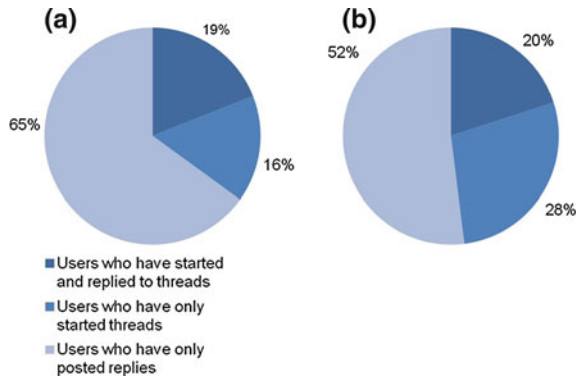 (a)
19%
65%
16%
(b)
20%
52%
28%
Users who have started
and replied to threads
Users who have only
started threads
Users who have only
posted replies